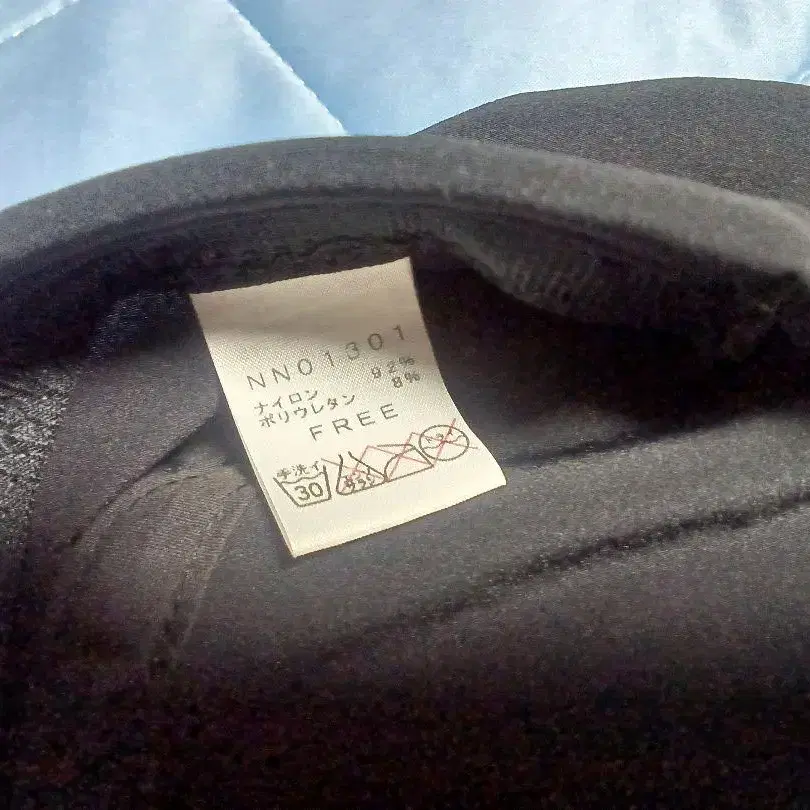 NN01301
ナイロン 92%
ポリウレタン 8%
FREE
手洗イ
30